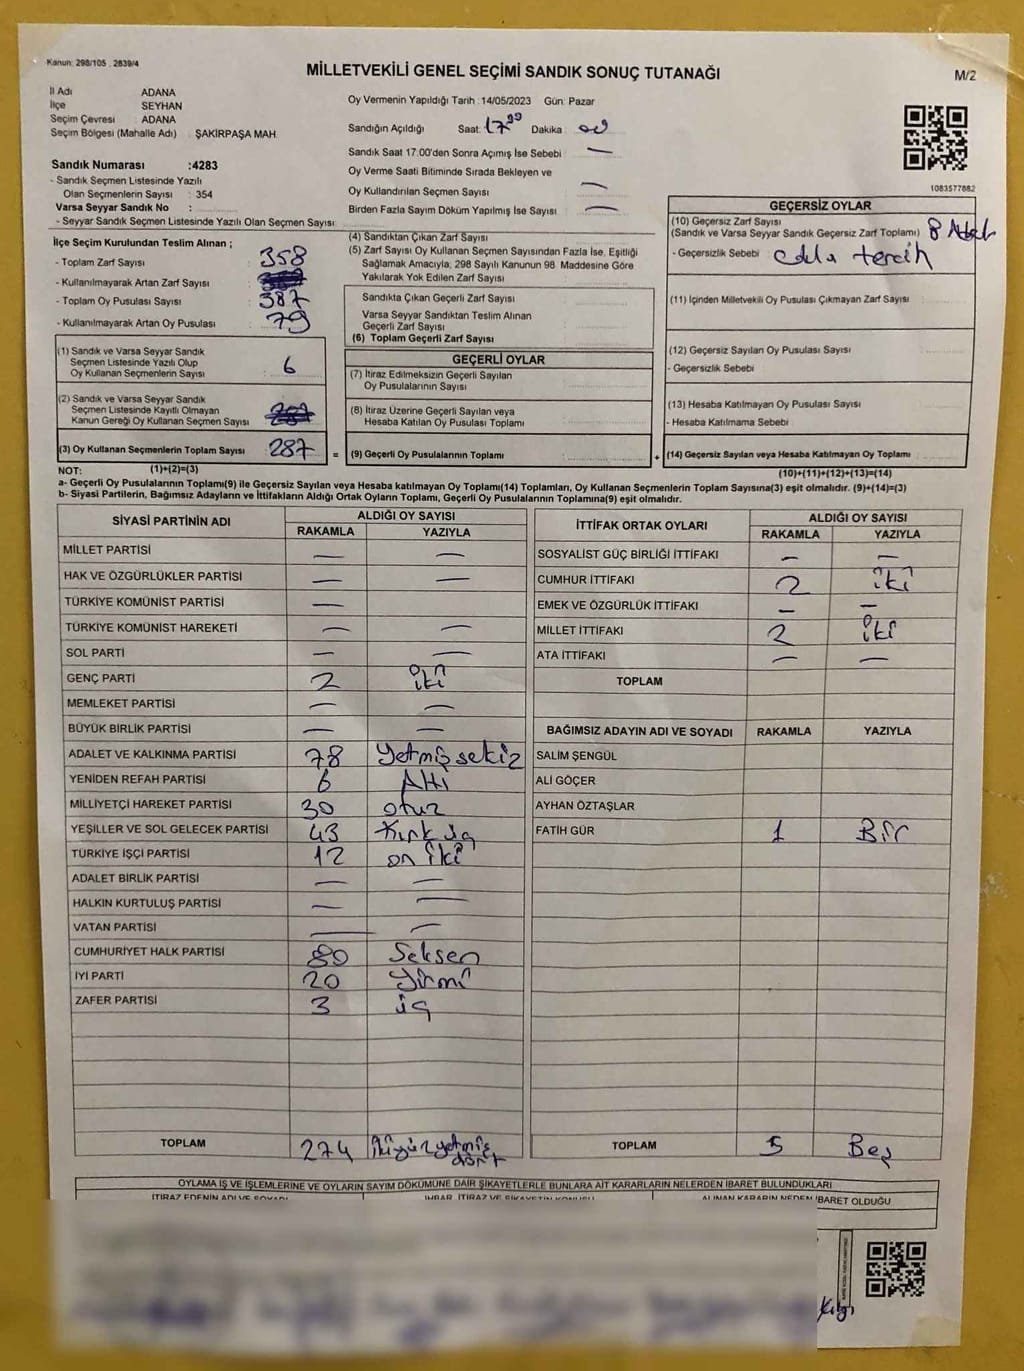 Kanun: 298/105 , 2839/4
MİLLETVEKİLİ GENEL SEÇİMİ SANDIK SONUÇ TUTANAĞI
M/2
İl Adı ADANA
İlçe SEYHAN
Seçim Çevresi ADANA
Seçim Bölgesi (Mahalle Adı) ŞAKİRPAŞA MAH.
Sandık Numarası :4283
- Sandık Seçmen Listesinde Yazılı
Olan Seçmenlerin Sayısı : 354
Varsa Seyyar Sandık No :
- Seyyar Sandık Seçmen Listesinde Yazılı Olan Seçmen Sayısı:
Oy Vermenin Yapıldığı Tarih :14/05/2023 Gün: Pazar
Sandığın Açıldığı Saat: 17:00 Dakika 00
Sandık Saat 17:00'den Sonra Açımış İse Sebebi —
Oy Verme Saati Bitiminde Sırada Bekleyen ve
Oy Kullandırılan Seçmen Sayısı —
Birden Fazla Sayım Döküm Yapılmış İse Sayısı —
1083577882
İlçe Seçim Kurulundan Teslim Alınan ;
- Toplam Zarf Sayısı : 358
- Kullanılmayarak Artan Zarf Sayısı :
- Toplam Oy Pusulası Sayısı : 387
- Kullanılmayarak Artan Oy Pusulası : 79
(1) Sandık ve Varsa Seyyar Sandık
Seçmen Listesinde Yazılı Olup
Oy Kullanan Seçmenlerin Sayısı : 6
(2) Sandık ve Varsa Seyyar Sandık
Seçmen Listesinde Kayıtlı Olmayan
Kanun Gereği Oy Kullanan Seçmen Sayısı :
(3) Oy Kullanan Seçmenlerin Toplam Sayısı : 287
(4) Sandıktan Çıkan Zarf Sayısı
(5) Zarf Sayısı Oy Kullanan Seçmen Sayısından Fazla İse, Eşitliği
Sağlamak Amacıyla, 298 Sayılı Kanunun 98. Maddesine Göre
Yakılarak Yok Edilen Zarf Sayısı
Sandıkta Çıkan Geçerli Zarf Sayısı
Varsa Seyyar Sandıktan Teslim Alınan
Geçerli Zarf Sayısı
(6) Toplam Geçerli Zarf Sayısı
GEÇERLİ OYLAR
(7) İtiraz Edilmeksizin Geçerli Sayılan
Oy Pusulalarının Sayısı
(8) İtiraz Üzerine Geçerli Sayılan veya
Hesaba Katılan Oy Pusulası Toplamı
= (9) Geçerli Oy Pusulalarının Toplamı
GEÇERSİZ OYLAR
(10) Geçersiz Zarf Sayısı
(Sandık ve Varsa Seyyar Sandık Geçersiz Zarf Toplamı) : 8 Adet
- Geçersizlik Sebebi : tercih
(11) İçinden Milletvekili Oy Pusulası Çıkmayan Zarf Sayısı
(12) Geçersiz Sayılan Oy Pusulası Sayısı
- Geçersizlik Sebebi
(13) Hesaba Katılmayan Oy Pusulası Sayısı
- Hesaba Katılmama Sebebi
+ (14) Geçersiz Sayılan veya Hesaba Katılmayan Oy Toplamı
NOT: (1)+(2)=(3)
(10)+(11)+(12)+(13)=(14)
a- Geçerli Oy Pusulalarının Toplamı(9) ile Geçersiz Sayılan veya Hesaba katılmayan Oy Toplamı(14) Toplamları, Oy Kullanan Seçmenlerin Toplam Sayısına(3) eşit olmalıdır. (9)+(14)=(3)
b- Siyasi Partilerin, Bağımsız Adayların ve İttifakların Aldığı Ortak Oyların Toplamı, Geçerli Oy Pusulalarının Toplamına(9) eşit olmalıdır.
SİYASİ PARTİNİN ADI
ALDIĞI OY SAYISI
RAKAMLA YAZIYLA
MİLLET PARTİSİ — —
HAK VE ÖZGÜRLÜKLER PARTİSİ — —
TÜRKİYE KOMÜNİST PARTİSİ —
TÜRKİYE KOMÜNİST HAREKETİ — —
SOL PARTİ — —
GENÇ PARTİ 2 iki
MEMLEKET PARTİSİ — —
BÜYÜK BİRLİK PARTİSİ — —
ADALET VE KALKINMA PARTİSİ 78 yetmiş sekiz
YENİDEN REFAH PARTİSİ 6 Altı
MİLLİYETÇİ HAREKET PARTİSİ 30 otuz
YEŞİLLER VE SOL GELECEK PARTİSİ 43 Kırk üç
TÜRKİYE İŞÇİ PARTİSİ 12 on iki
ADALET BİRLİK PARTİSİ — —
HALKIN KURTULUŞ PARTİSİ — —
VATAN PARTİSİ — —
CUMHURİYET HALK PARTİSİ 80 Seksen
İYİ PARTİ 20 Yirmi
ZAFER PARTİSİ 3 üç
TOPLAM 274 İkiyüz yetmiş
dört
İTTİFAK ORTAK OYLARI
ALDIĞI OY SAYISI
RAKAMLA YAZIYLA
SOSYALİST GÜÇ BİRLİĞİ İTTİFAKI — —
CUMHUR İTTİFAKI 2 iki
EMEK VE ÖZGÜRLÜK İTTİFAKI — —
MİLLET İTTİFAKI 2 iki
ATA İTTİFAKI — —
TOPLAM
BAĞIMSIZ ADAYIN ADI VE SOYADI RAKAMLA YAZIYLA
SALİM ŞENGÜL
ALİ GÖÇER
AYHAN ÖZTAŞLAR
FATİH GÜR 1 Bir
TOPLAM 5 Beş
OYLAMA İŞ VE İŞLEMLERİNE VE OYLARIN SAYIM DÖKÜMÜNE DAİR ŞİKAYETLERLE BUNLARA AİT KARARLARIN NELERDEN İBARET BULUNDUKLARI
İTİRAZ EDENİN ADI VE SOYADI
İHBAR, İTİRAZ VE ŞİKAYETİN KONUSU
ALINAN KARARIN NEDEN İBARET OLDUĞU